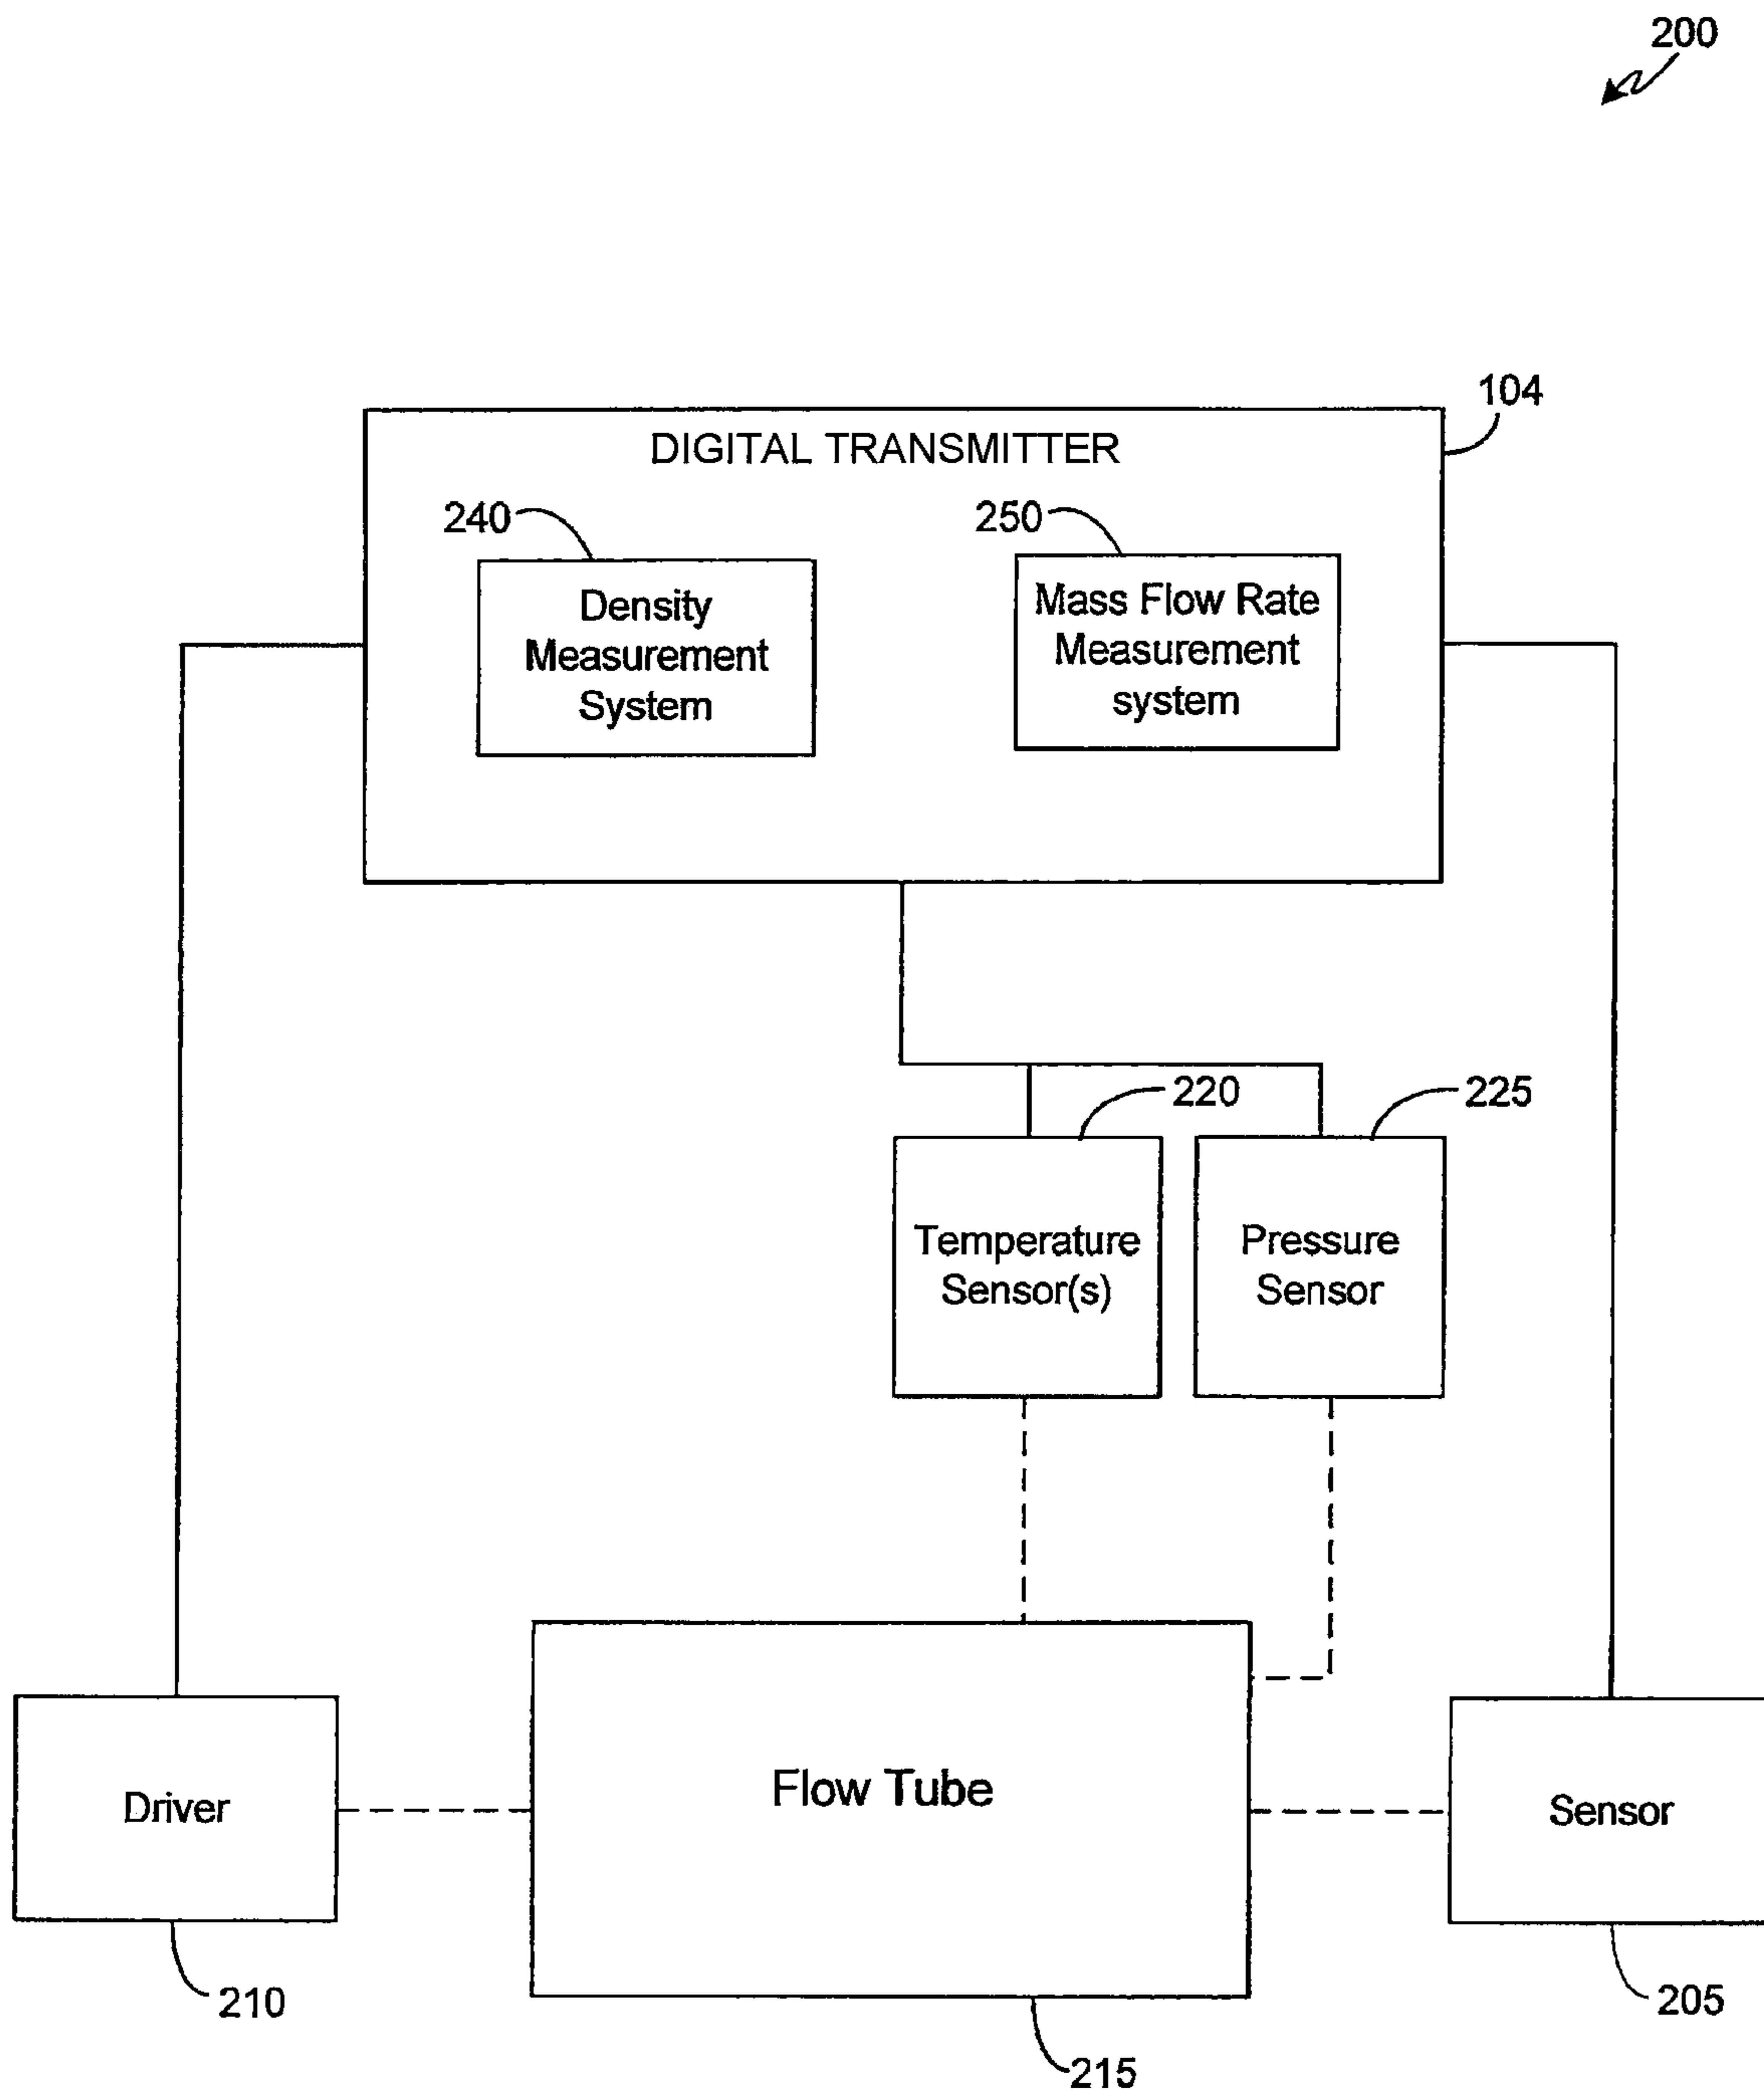 200
104
DIGITAL TRANSMITTER
240
250
Density
Measurement
System
Mass Flow Rate
Measurement
system
220
225
Temperature
Sensor(s)
Pressure
Sensor
Driver
Flow Tube
Sensor
210
205
215